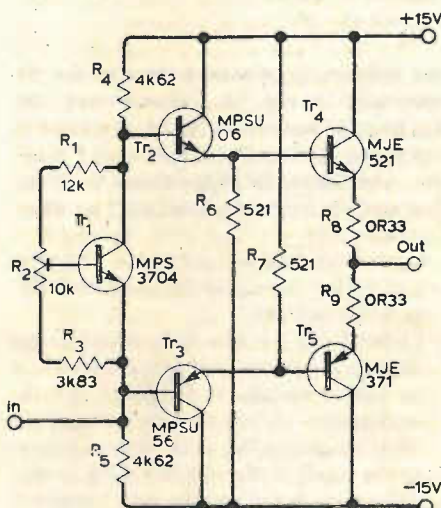 +15V
R4
4k62
MPSU
06
Tr2
Tr4
MJE
521
R1
12k
R6
521
Tr1
R8
0R33
R2
10k
MPS
3704
R7
521
Out
R9
0R33
R3
3k83
Tr3
Tr5
MJE
371
in
MPSU
56
R5
4k62
-15V